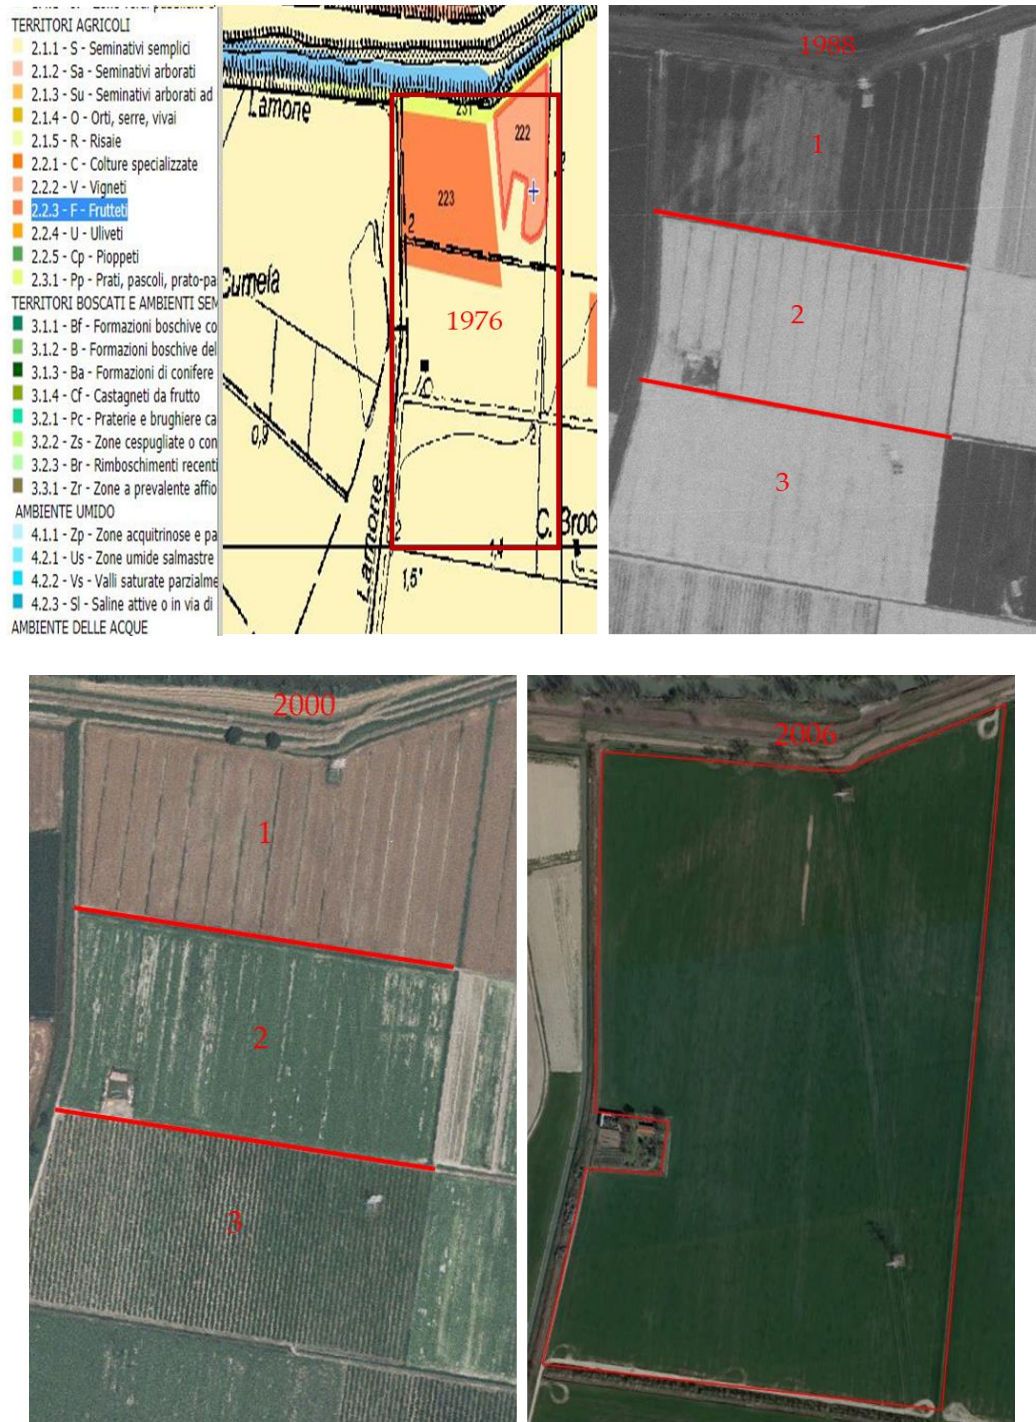 TERRITORI AGRICOLI
2.1.1 - S - Seminativi semplici
2.1.2 - Sa - Seminativi arborati
2.1.3 - Su - Seminativi arborati ad
2.1.4 - O - Orti, serre, vivai
2.1.5 - R - Risaie
2.2.1 - C - Colture specializzate
2.2.2 - V - Vigneti
2.2.3 - F - Frutteti
2.2.4 - U - Uliveti
2.2.5 - Cp - Pioppeti
2.3.1 - Pp - Prati, pascoli, prato-pa
TERRITORI BOSCATI E AMBIENTI SEM
3.1.1 - Bf - Formazioni boschive co
3.1.2 - B - Formazioni boschive del
3.1.3 - Ba - Formazioni di conifere
3.1.4 - Cf - Castagneti da frutto
3.2.1 - Pc - Praterie e brughiere ca
3.2.2 - Zs - Zone cespugliate o con
3.2.3 - Br - Rimboschimenti recenti
3.3.1 - Zr - Zone a prevalente affio
AMBIENTE UMIDO
4.1.1 - Zp - Zone acquitrinose e pa
4.2.1 - Us - Zone umide salmastre
4.2.2 - Vs - Valli saturate parzialme
4.2.3 - Sl - Saline attive o in via di
AMBIENTE DELLE ACQUE
Lamone
231
222
223
2
2
Cumela
1976
0,9
2
Lamone
2
C. Broc
1,4
1,5
1988
1
2
3
2000
1
2
3
2006